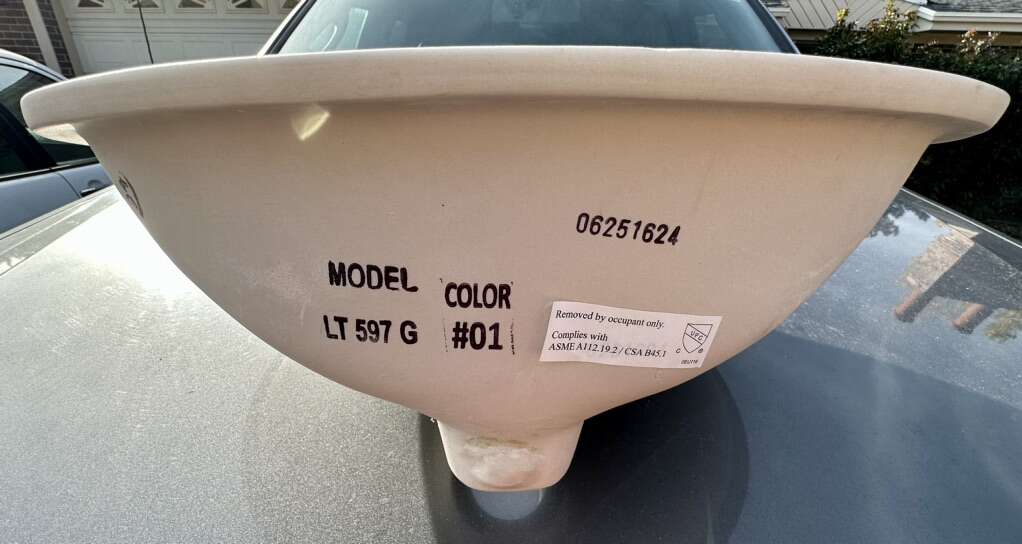 06251624
MODEL
LT 597 G
COLOR
#01
Removed by occupant only.
Complies with
ASME A112.19.2 / CSA B45.1
UPC
C ®